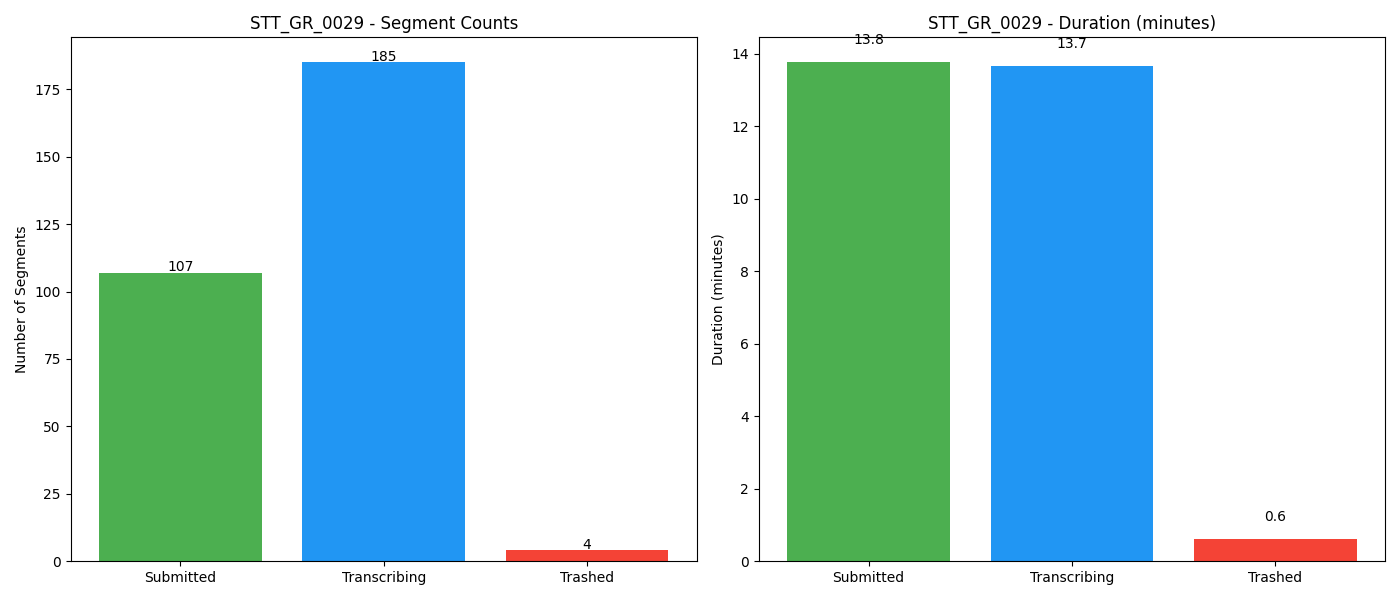 STT_GR_0029 - Segment Counts
Number of Segments
175
150
125
100
75
50
25
0
107
185
4
Submitted
Transcribing
Trashed
STT_GR_0029 - Duration (minutes)
Duration (minutes)
14
12
10
8
6
4
2
0
13.8
13.7
0.6
Submitted
Transcribing
Trashed